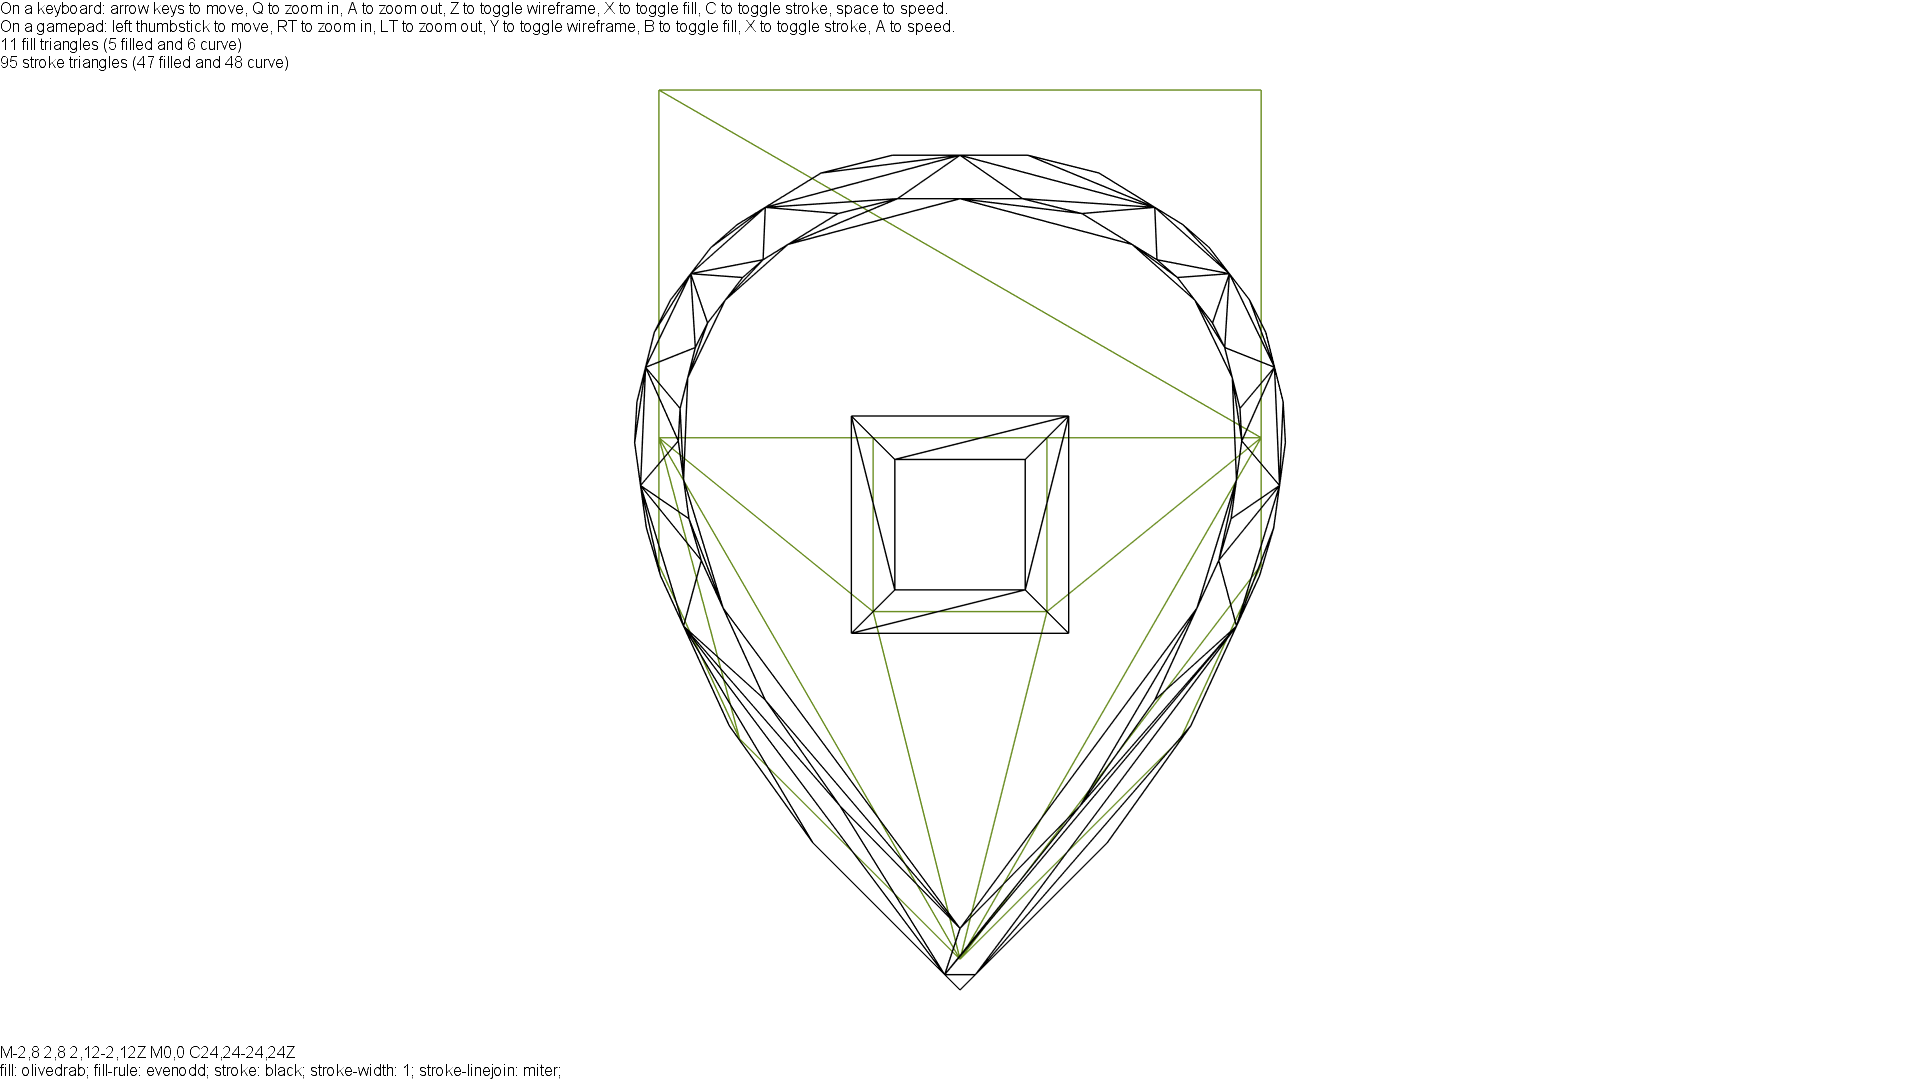 On a keyboard: arrow keys to move, Q to zoom in, A to zoom out, Z to toggle wireframe, X to toggle fill, C to toggle stroke, space to speed.
On a gamepad: left thumbstick to move, RT to zoom in, LT to zoom out, Y to toggle wireframe, B to toggle fill, X to toggle stroke, A to speed.
11 fill triangles (5 filled and 6 curve)
95 stroke triangles (47 filled and 48 curve)
M-2,8 2,8 2,12-2,12Z M0,0 C24,24-24,24Z
fill: olivedrab; fill-rule: evenodd; stroke: black; stroke-width: 1; stroke-linejoin: miter;